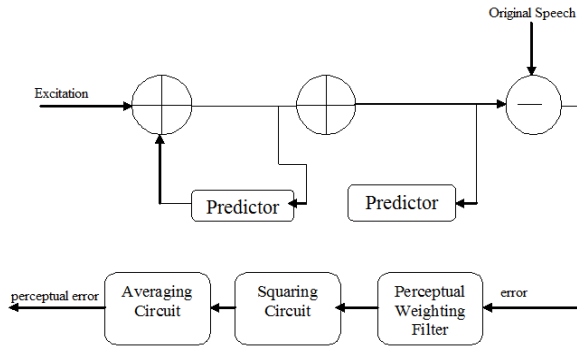 Original Speech
Excitation
Predictor
Predictor
perceptual error
Averaging
Circuit
Squaring
Circuit
Perceptual
Weighting
Filter
error